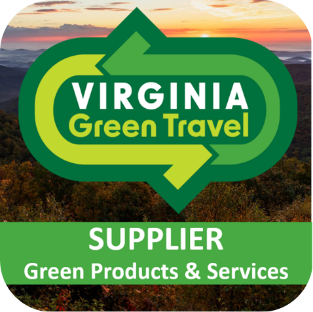 VIRGINIA
Green Travel
SUPPLIER
Green Products & Services